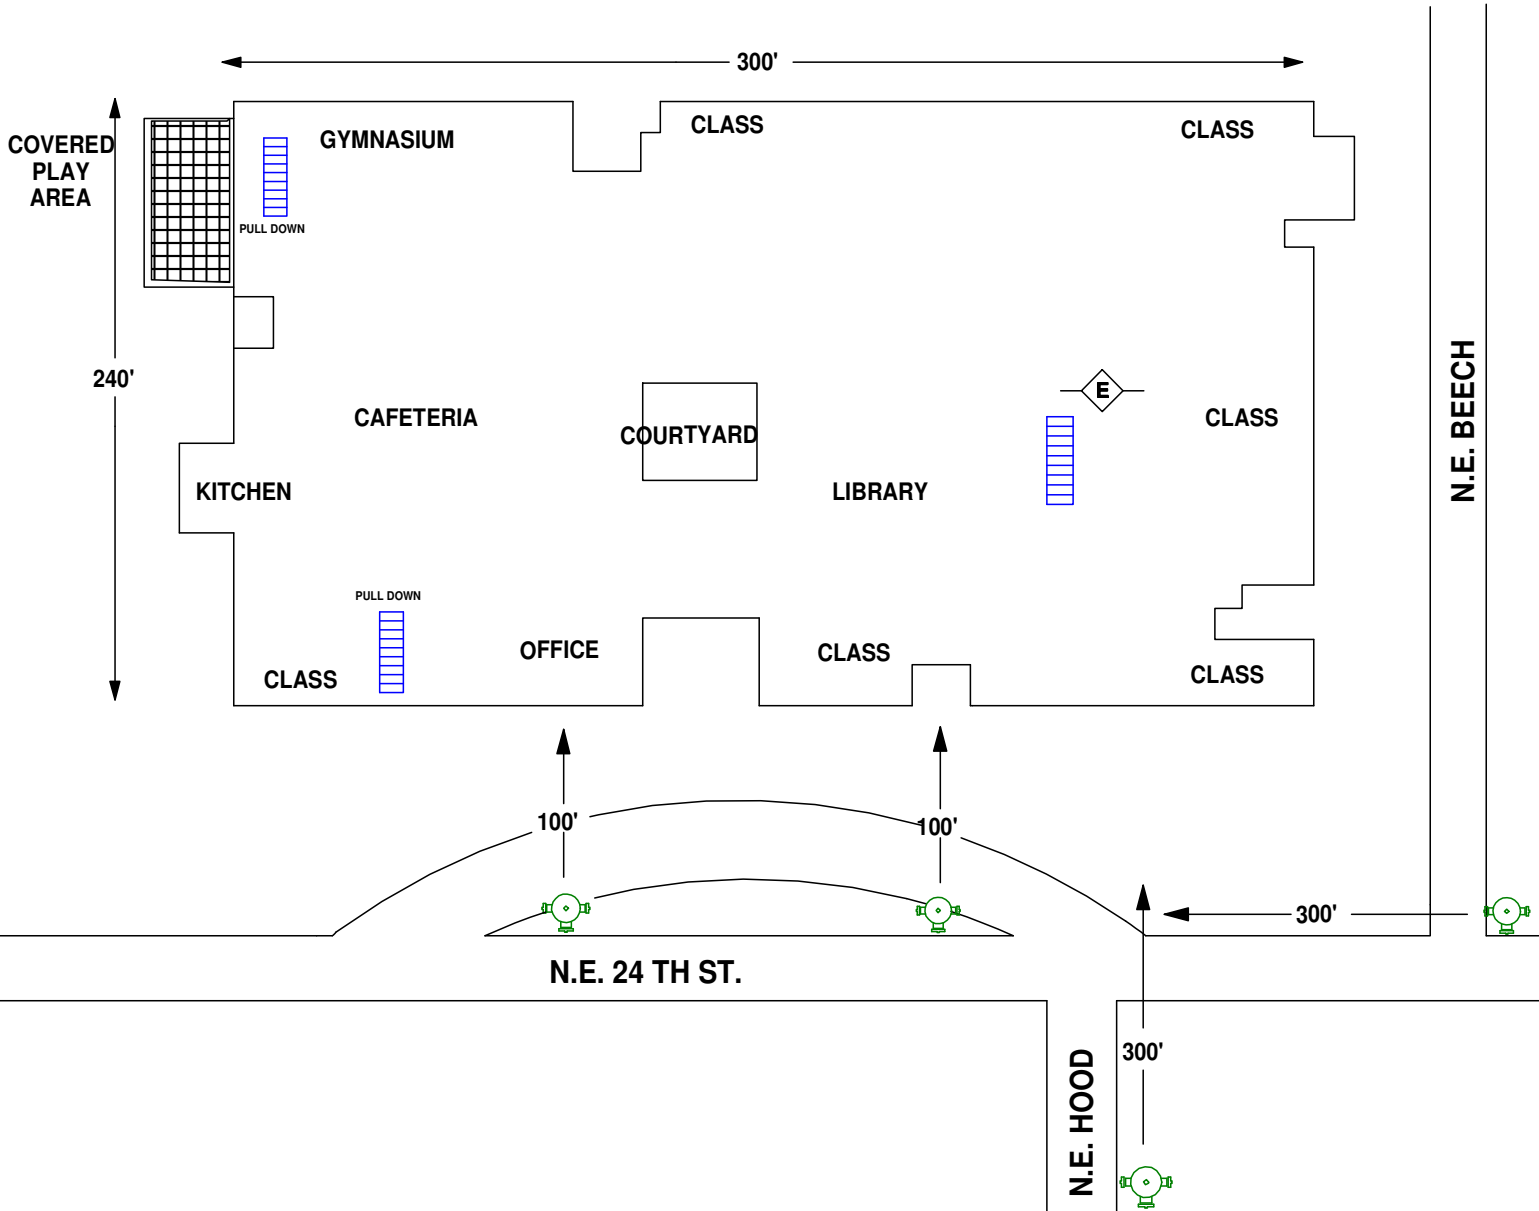 300'
COVERED
PLAY
AREA
GYMNASIUM
CLASS
CLASS
PULL DOWN
240'
E
CAFETERIA
COURTYARD
CLASS
KITCHEN
LIBRARY
N.E. BEECH
PULL DOWN
OFFICE
CLASS
CLASS
CLASS
100'
100'
300'
N.E. 24 TH ST.
300'
N.E. HOOD